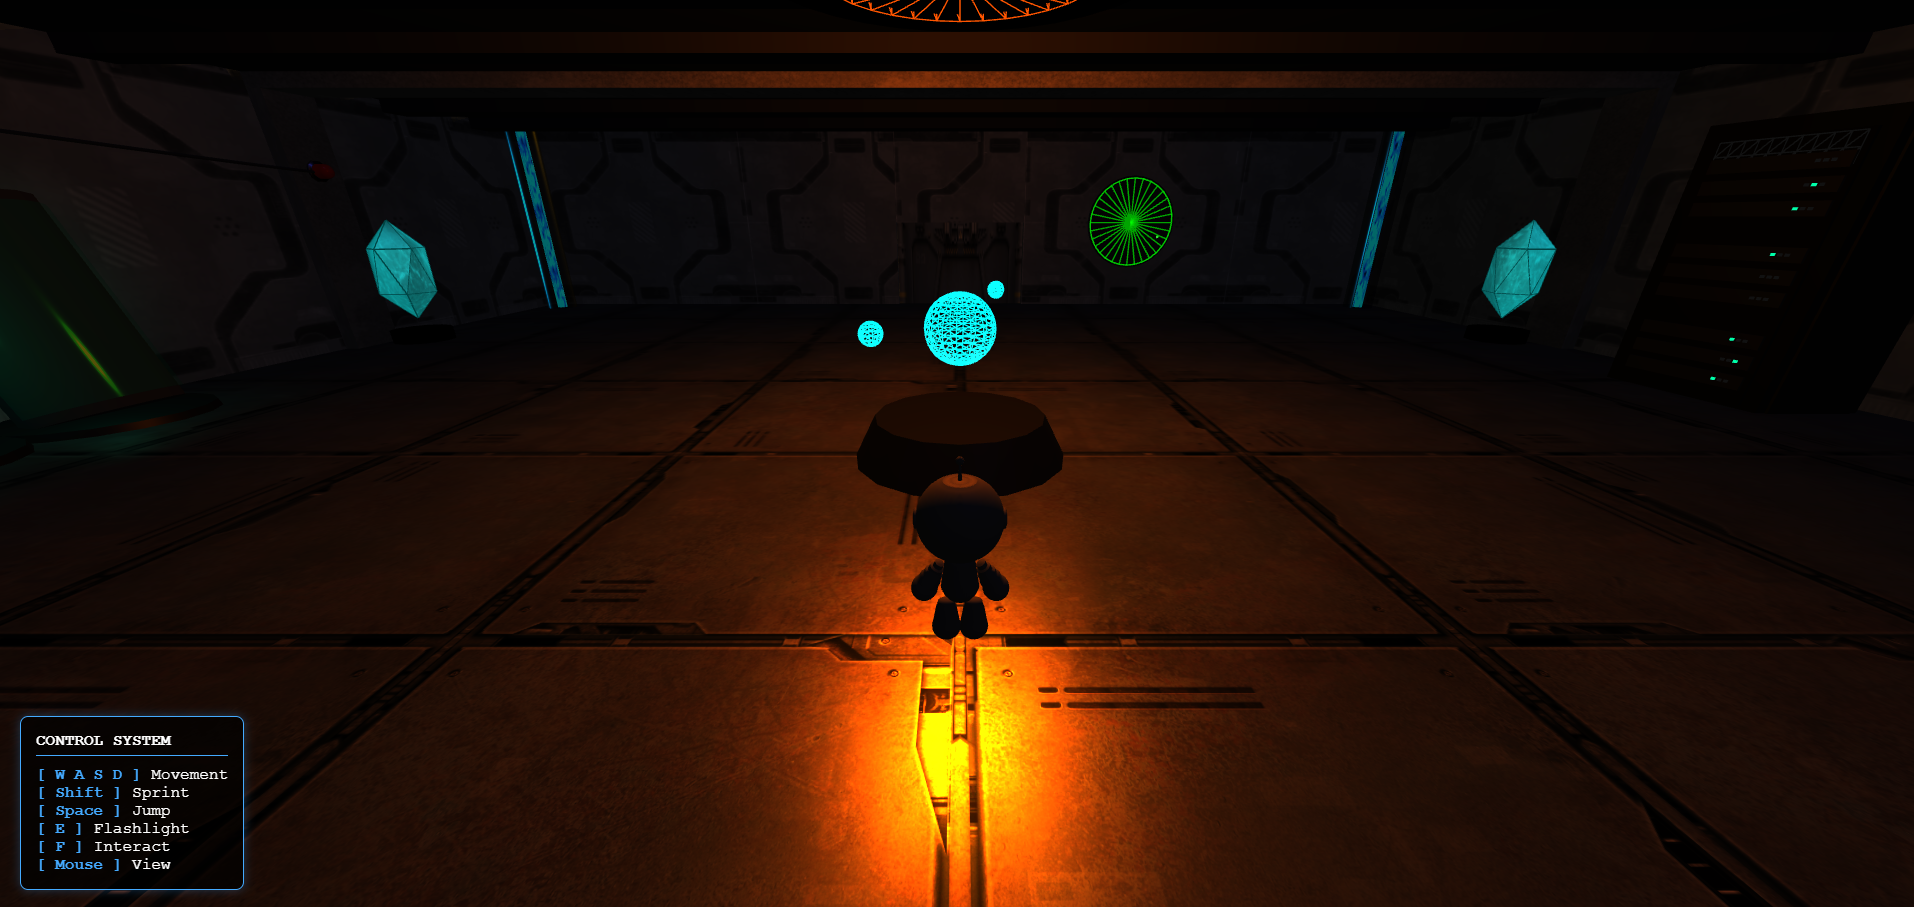 CONTROL SYSTEM
[ W A S D ] Movement
[ Shift ] Sprint
[ Space ] Jump
[ E ] Flashlight
[ F ] Interact
[ Mouse ] View